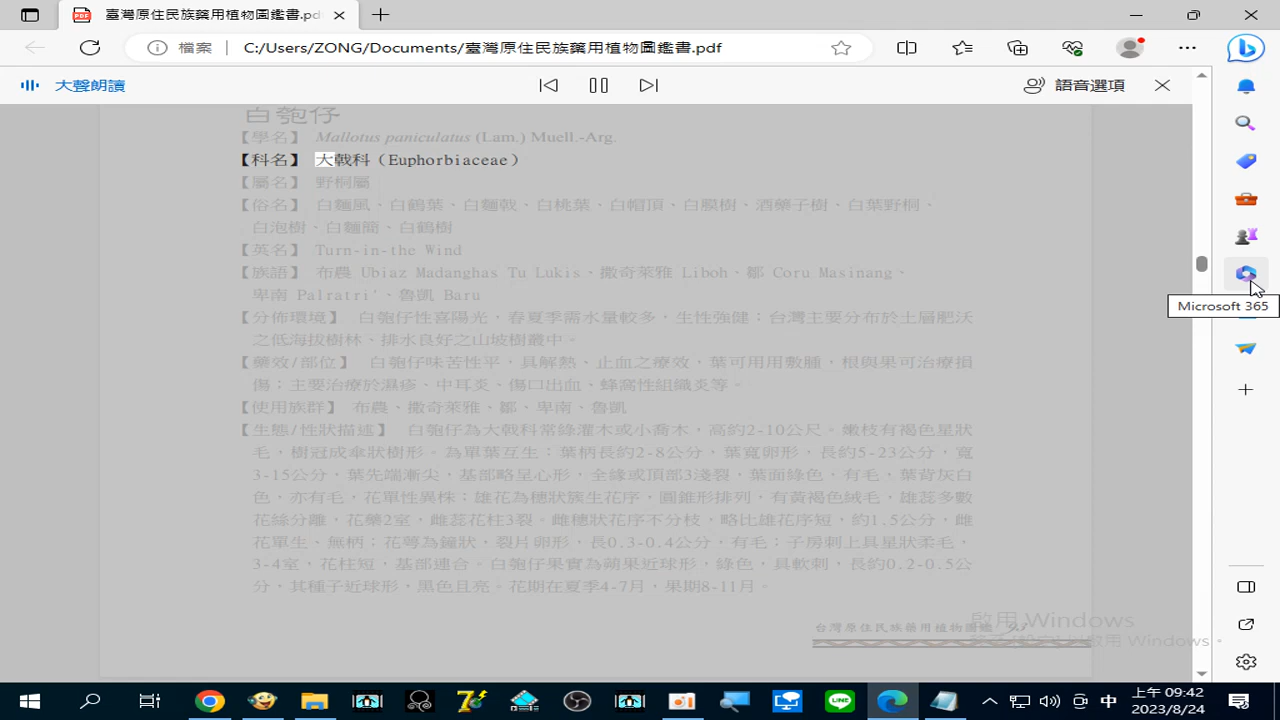 臺灣原住民族藥用植物圖鑑書.pdf
檔案 C:/Users/ZONG/Documents/臺灣原住民族藥用植物圖鑑書.pdf
大聲朗讀
語音選項
白匏仔
【學名】 Mallotus paniculatus (Lam.) Muell.-Arg.
【科名】 大戟科（Euphorbiaceae）
【屬名】 野桐屬
【俗名】 白麵風、白鶴葉、白麵戟、白桃葉、白帽頂、白膜樹、酒藥子樹、白葉野桐、
白泡樹、白麵簡、白鶴樹
【英名】 Turn-in-the Wind
【族語】 布農 Ubiaz Madanghas Tu Lukis、撒奇萊雅 Liboh、鄒 Coru Masinang、
卑南 Palratri'、魯凱 Baru
【分佈環境】 白匏仔性喜陽光，春夏季需水量較多，生性強健；台灣主要分布於土層肥沃
之低海拔樹林、排水良好之山坡樹叢中。
【藥效/部位】 白匏仔味苦性平，具解熱、止血之療效，葉可用用數腫，根與果可治療損
傷；主要治療於濕疹、中耳炎、傷口出血、蜂窩性組織炎等。
【使用族群】 布農、撒奇萊雅、鄒、卑南、魯凱
【生態/性狀描述】 白匏仔為大戟科常綠灌木或小喬木，高約2-10公尺。嫩枝有褐色星狀
毛，樹冠成傘狀樹形。為單葉互生；葉柄長約2-8公分，葉寬卵形，長約5-23公分，寬
3-15公分，葉先端漸尖，基部略呈心形，全緣或頂部3淺裂，葉面綠色，有毛，葉背灰白
色，亦有毛，花單性異株；雄花為穗狀族生花序，圓錐形排列，有黃褐色絨毛，雄蕊多數
花絲分離，花藥2室，雌蕊花柱3裂。雌穗狀花序不分枝，略比雄花序短，約1.5公分，雌
花單生、無柄；花萼為鐘狀，裂片卵形，長0.3-0.4公分，有毛；子房刺上具星狀柔毛，
3-4室，花柱短，基部連合。白匏仔果實為蒴果近球形，綠色，具軟刺，長約0.2-0.5公
分，其種子近球形，黑色且亮。花期在夏季4-7月，果期8-11月。
台灣原住民族藥用植物圖鑑
啟用 Windows
Microsoft 365
LINE
中
上午 09:42
2023/8/24